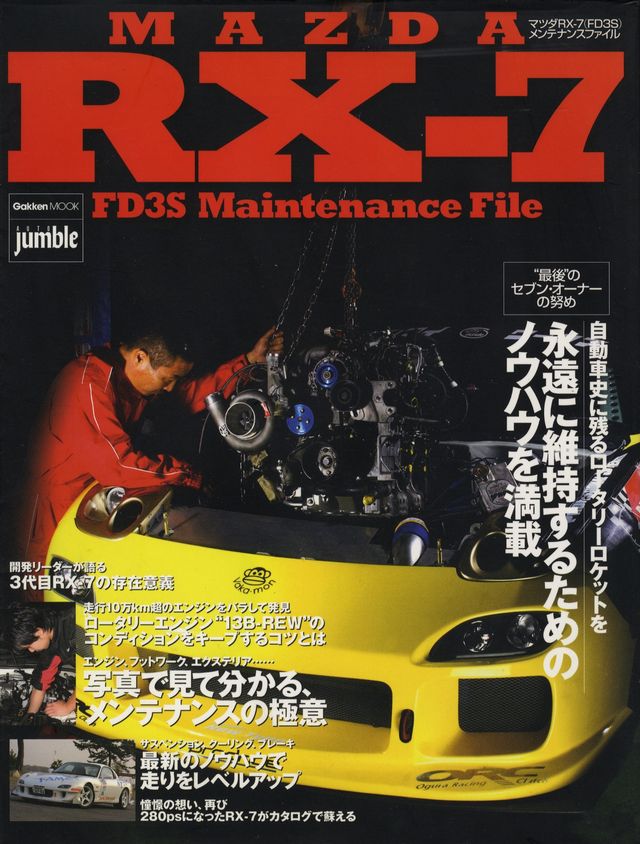 MAZDA
マツダRX-7(FD3S)
メンテナンスファイル
RX-7
FD3S Maintenance File
Gakken MOOK
AUTO
jumble
"最後"の
セブン・オーナー
の努め
自動車史に残るロータリーロケットを
永遠に維持するための
ノウハウを満載
開発リーダーが語る
3代目RX-7の存在意義
走行10万km超のエンジンをバラして発見
ロータリーエンジン"13B-REW"の
コンディションをキープするコツとは
エンジン、フットワーク、エクステリア……
写真で見て分かる、
メンテナンスの極意
サスペンション、クーリング、ブレーキ
最新のノウハウで
走りをレベルアップ
憧憬の想い、再び
280psになったRX-7がカタログで蘇える
Yoka-mon
ORC
Ogura Racing Clutch